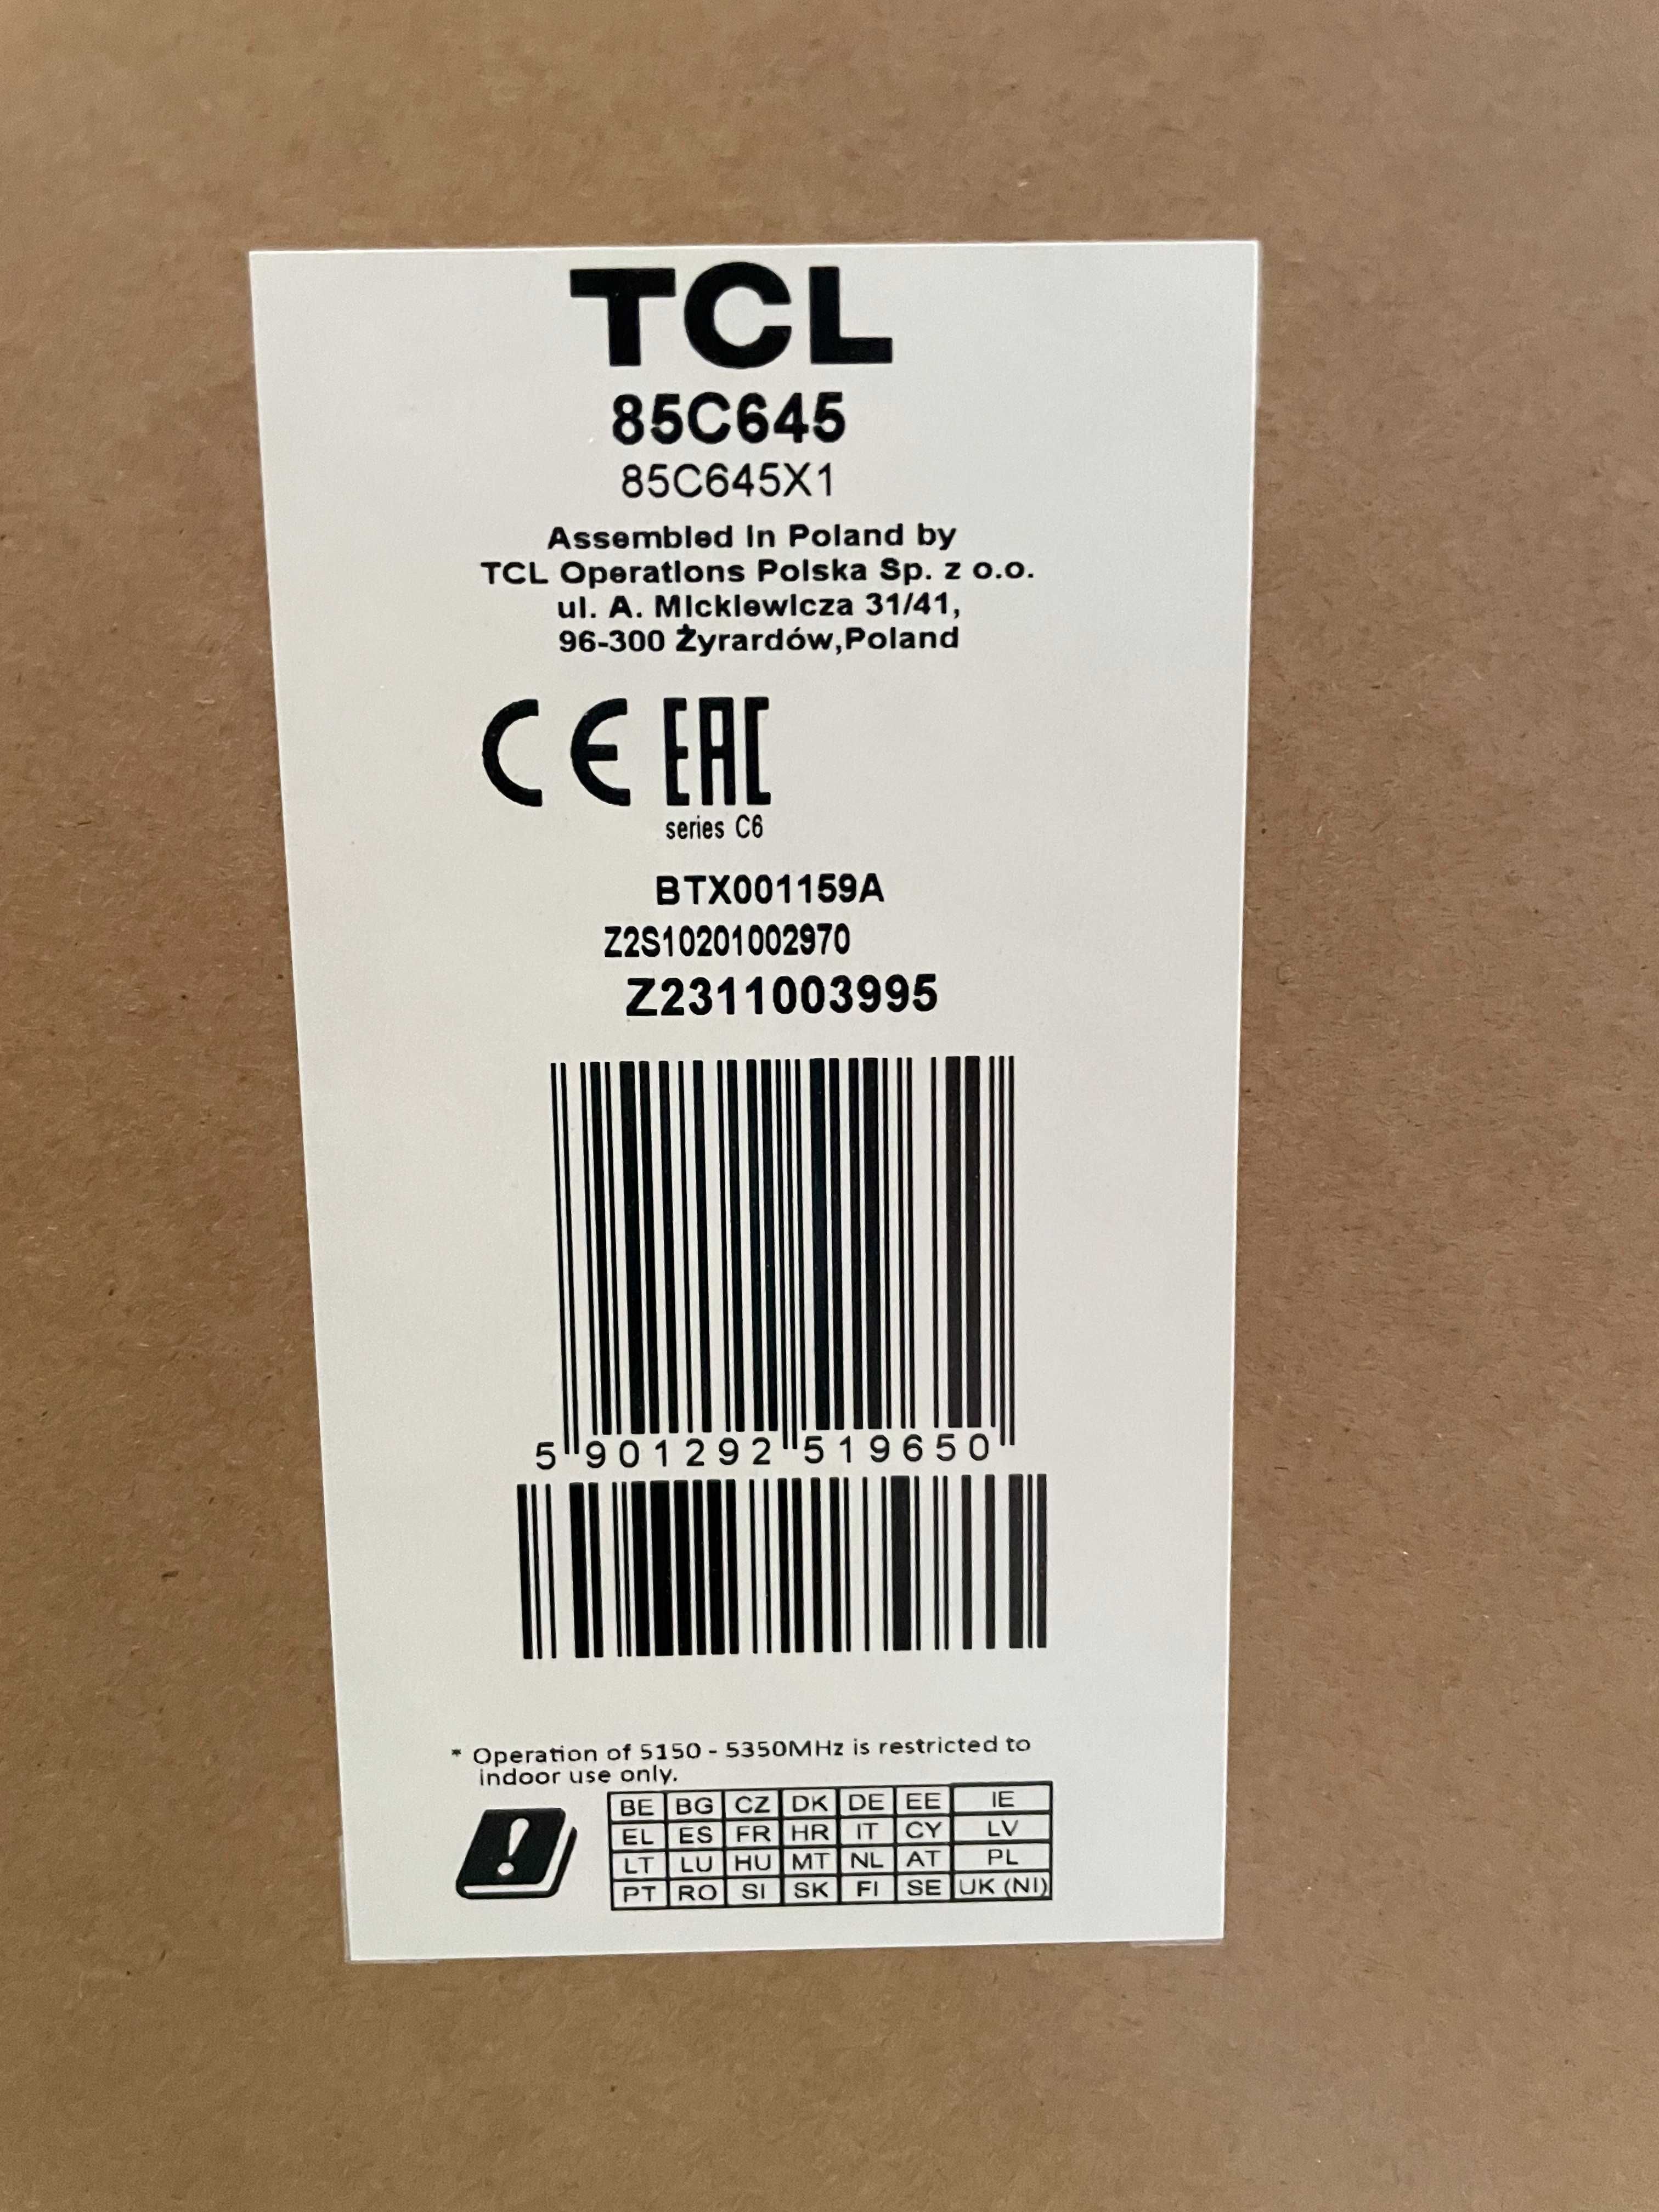 TCL
85C645
85C645X1
Assembled In Poland by
TCL Operations Polska Sp. z o.o.
ul. A. Mickiewicza 31/41,
96-300 Żyrardów,Poland
CE EAC
series C6
BTX001159A
Z2S10201002970
Z2311003995
5 901292 519650
* Operation of 5150 - 5350MHz is restricted to
indoor use only.
BE BG CZ DK DE EE IE
EL ES FR HR IT CY LV
LT LU HU MT NL AT PL
PT RO SI SK FI SE UK (NI)